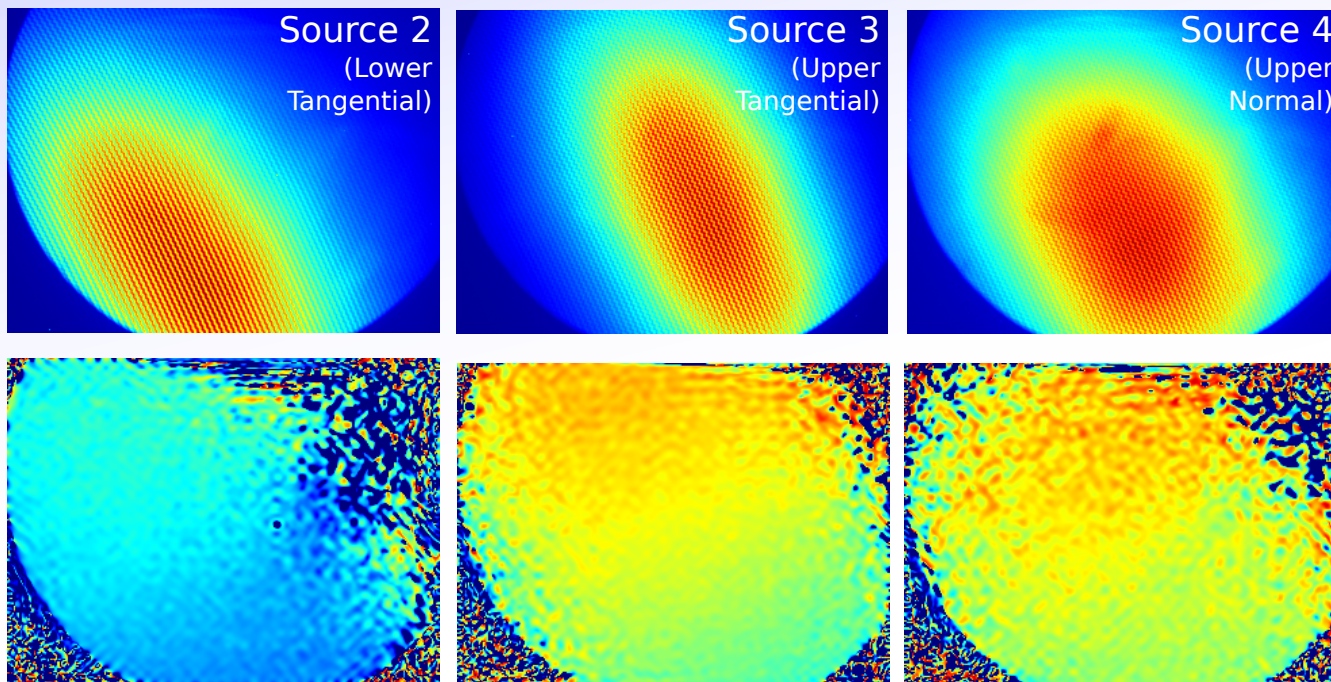 Source 2
(Lower
Tangential)
Source 3
(Upper
Tangential)
Source 4
(Upper
Normal)